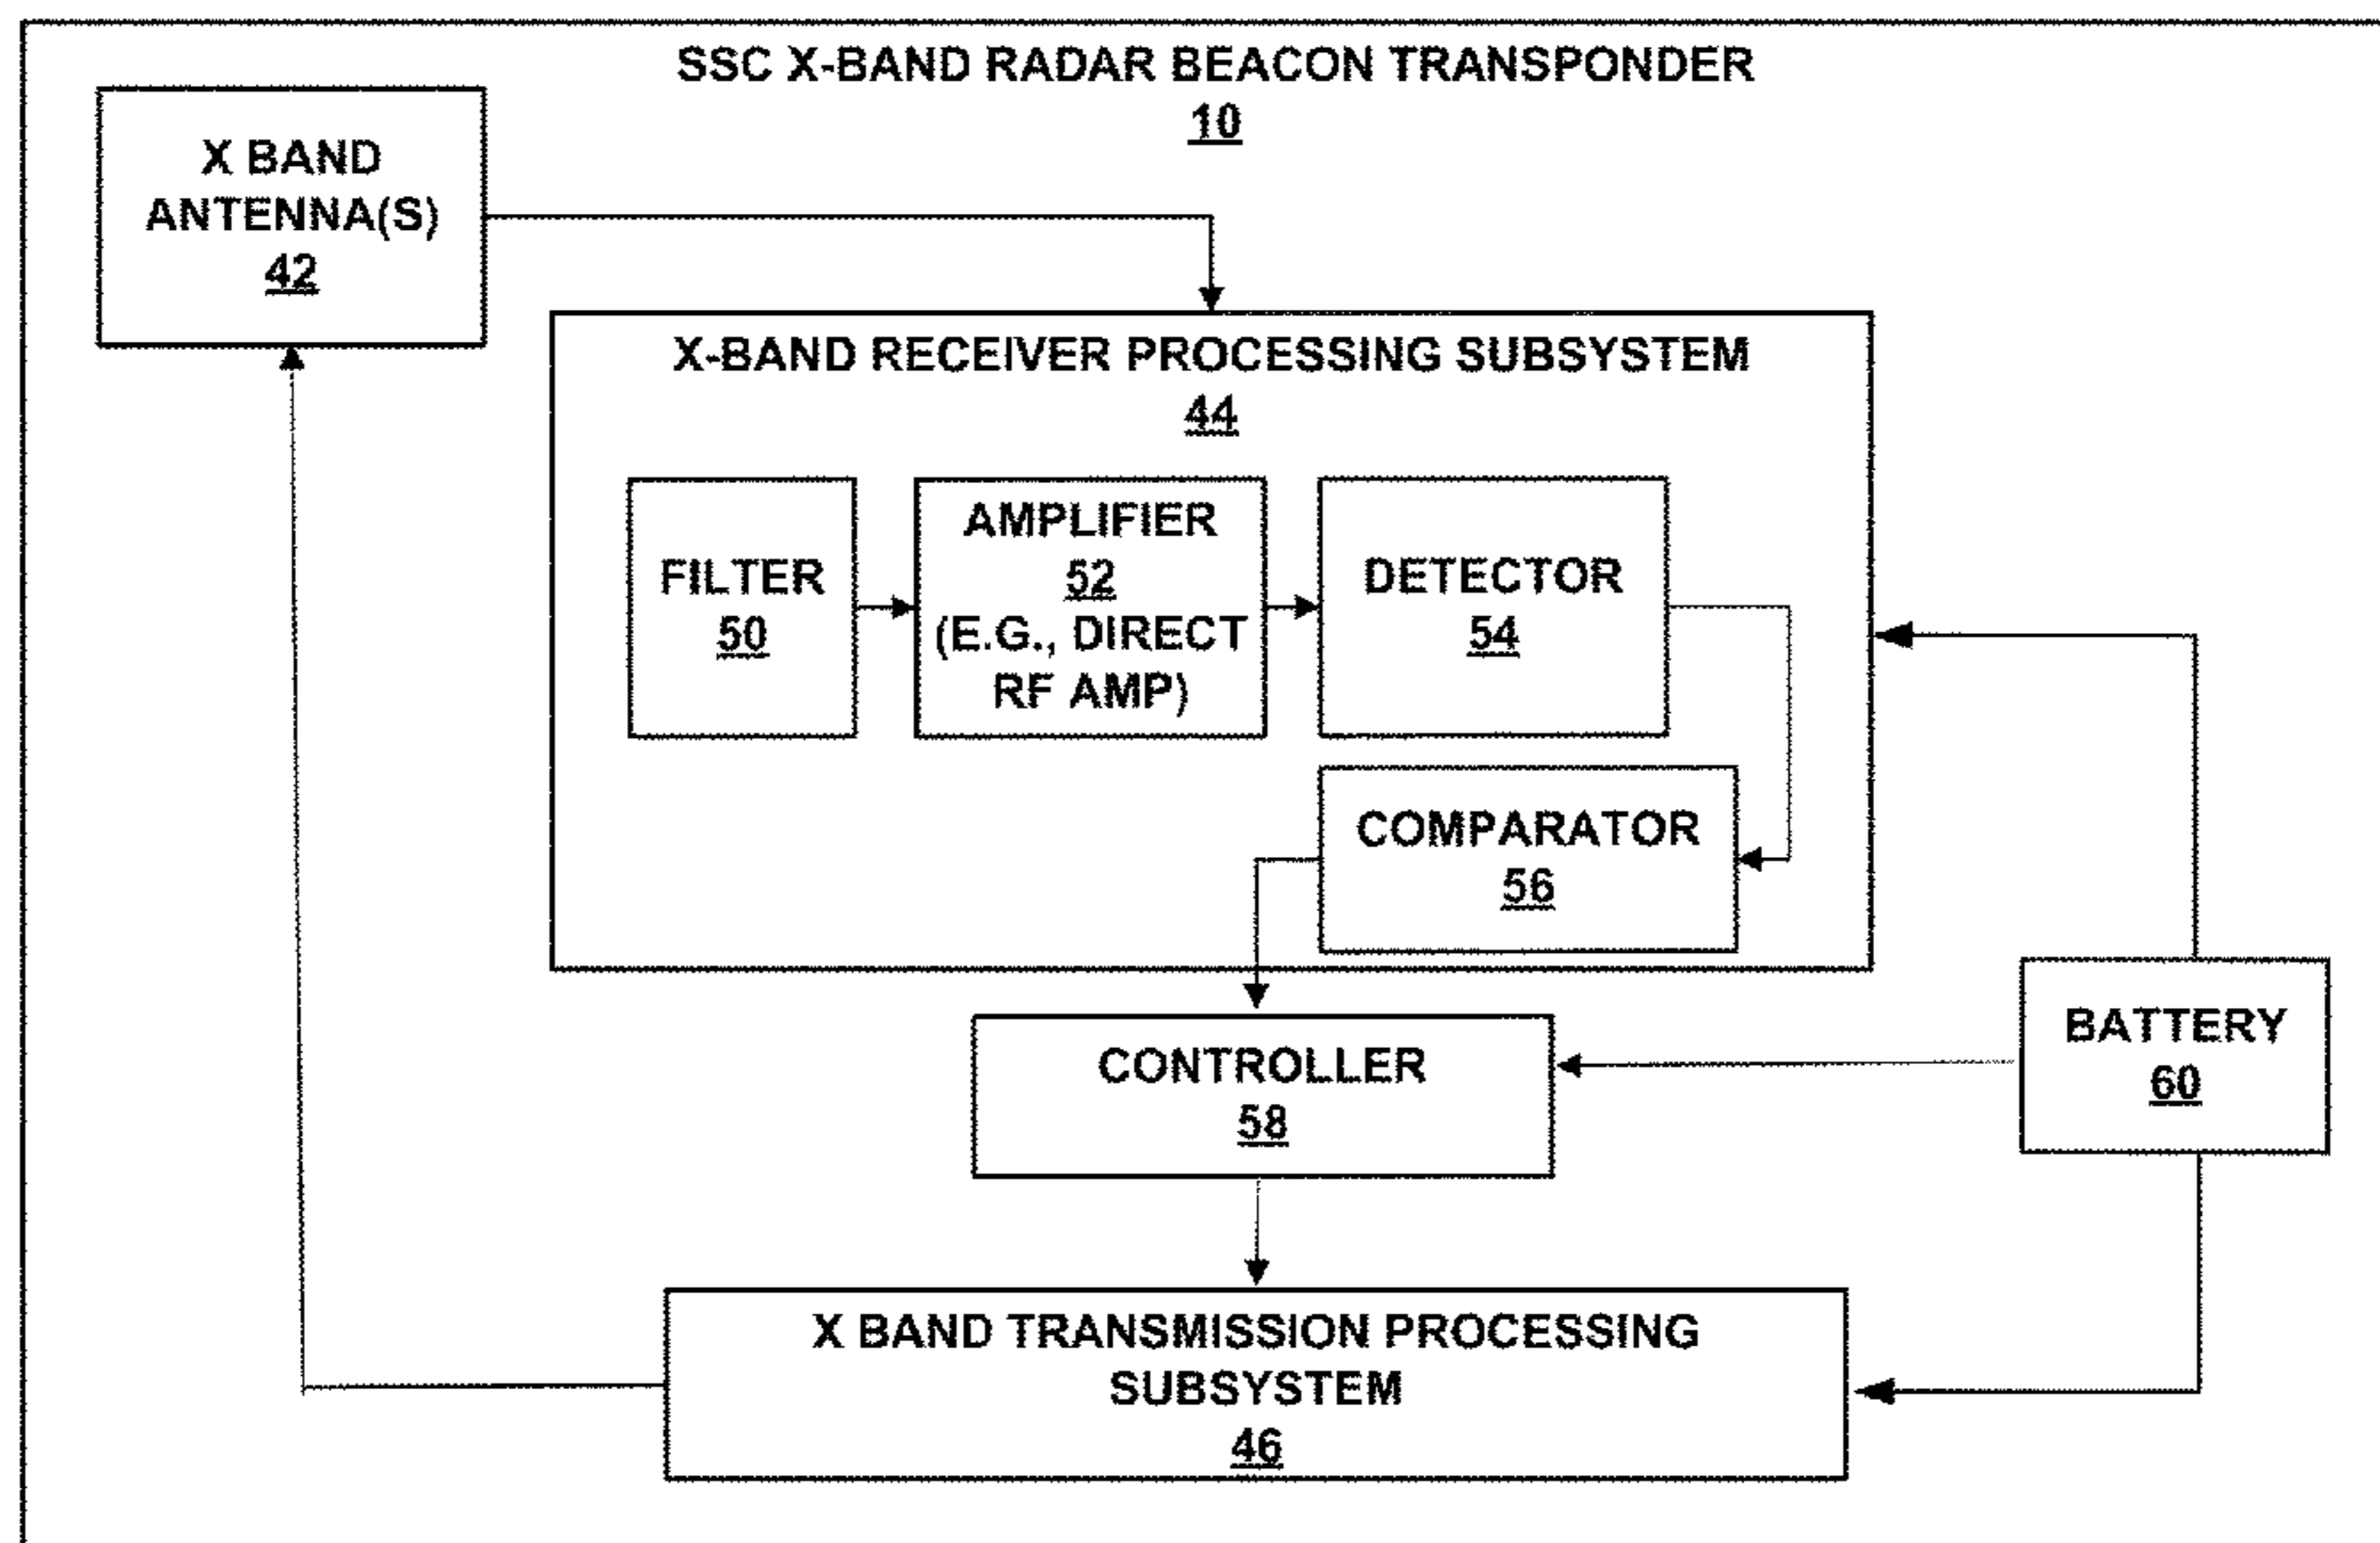 SSC X-BAND RADAR BEACON TRANSPONDER
10
X BAND
ANTENNA(S)
42
X-BAND RECEIVER PROCESSING SUBSYSTEM
44
FILTER
50
AMPLIFIER
52
(E.G., DIRECT
RF AMP)
DETECTOR
54
COMPARATOR
56
CONTROLLER
58
BATTERY
60
X BAND TRANSMISSION PROCESSING
SUBSYSTEM
46